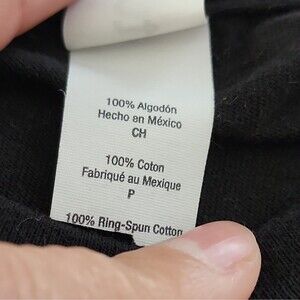 100% Algodón
Hecho en México
CH
100% Coton
Fabriqué au Mexique
P
100% Ring-Spun Cotton